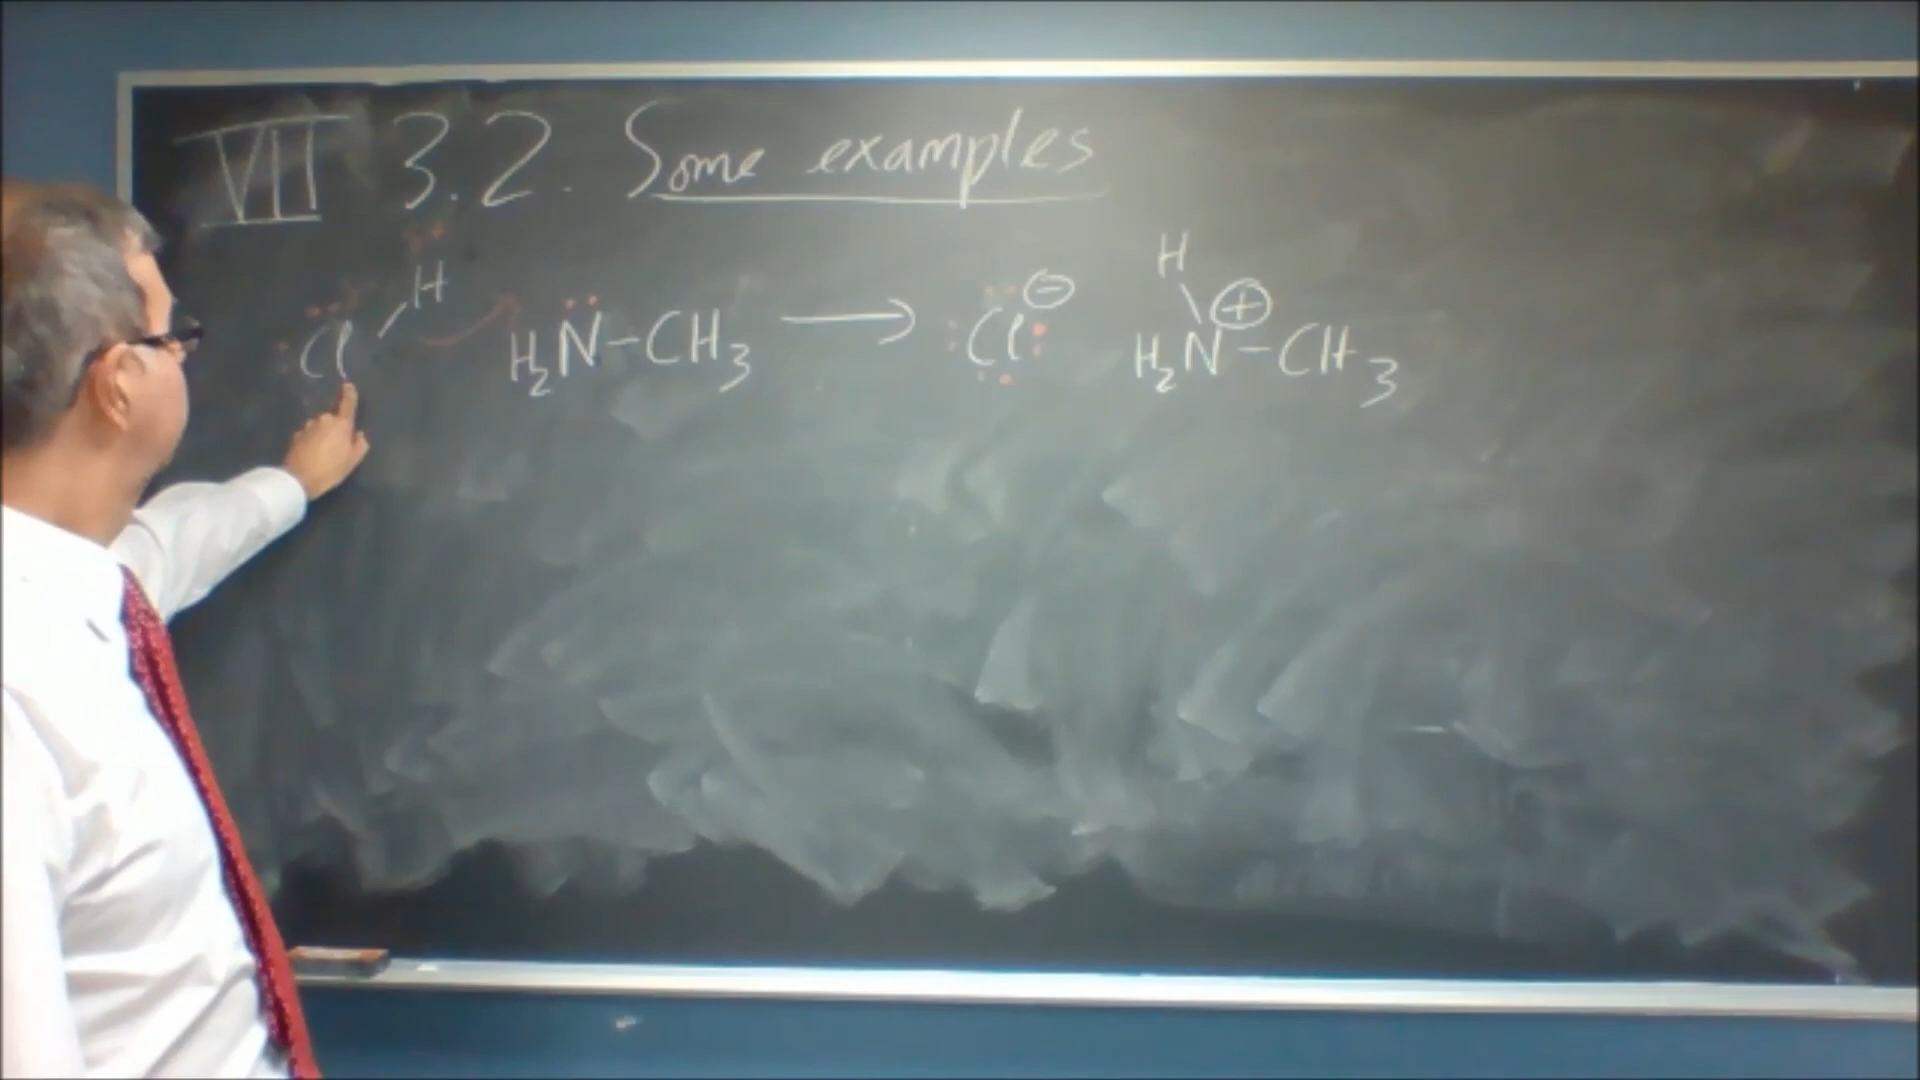 VII 3.2. Some examples
H H
Cl H₂N-CH₃ → Cl⊖ H₂N⊕-CH₃